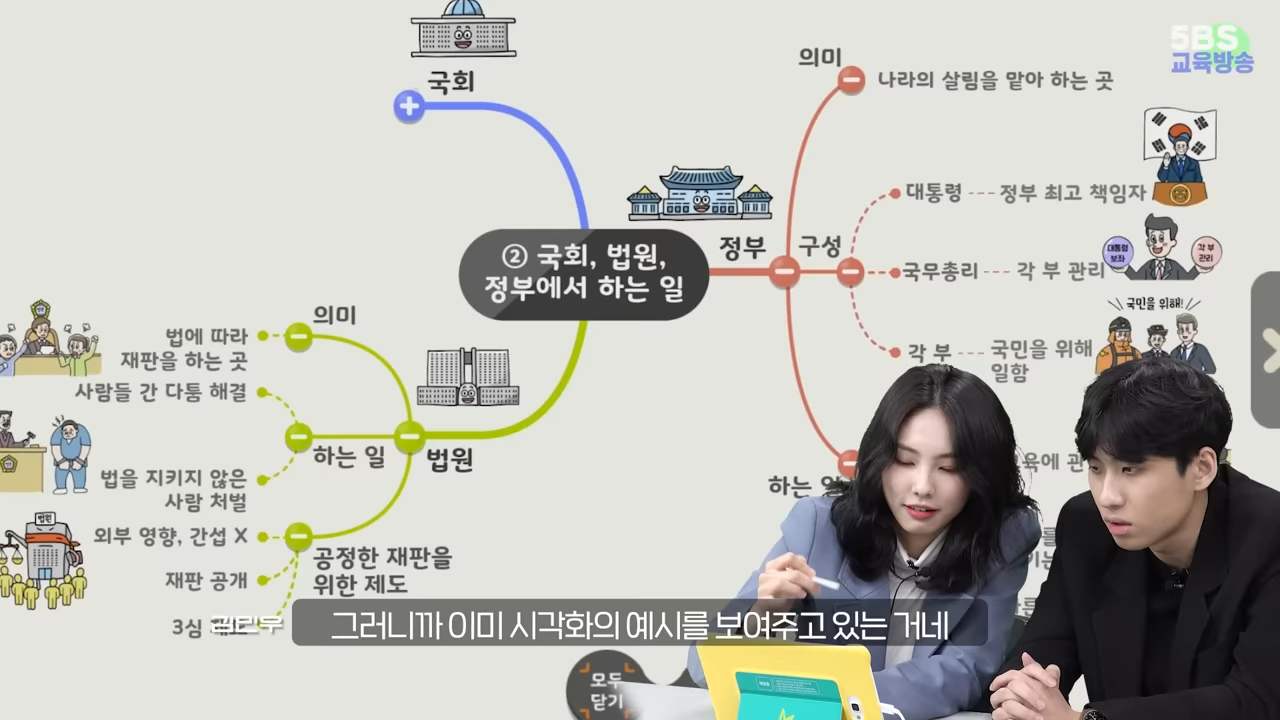 5BS
교육방송
국회
의미
나라의 살림을 맡아 하는 곳
대통령
정부 최고 책임자
정부
구성
대통령
보좌
각 부
관리
국무총리
각 부 관리
② 국회, 법원,
정부에서 하는 일
국민을 위해!
각 부
국민을 위해
일함
의미
법에 따라
재판을 하는 곳
사람들 간 다툼 해결
하는 일
법원
법을 지키지 않은
사람 처벌
하는 일
법원
외부 영향, 간섭 X
공정한 재판을
위한 제도
재판 공개
3심
그러니까 이미 시각화의 예시를 보여주고 있는 거네
모두
닫기